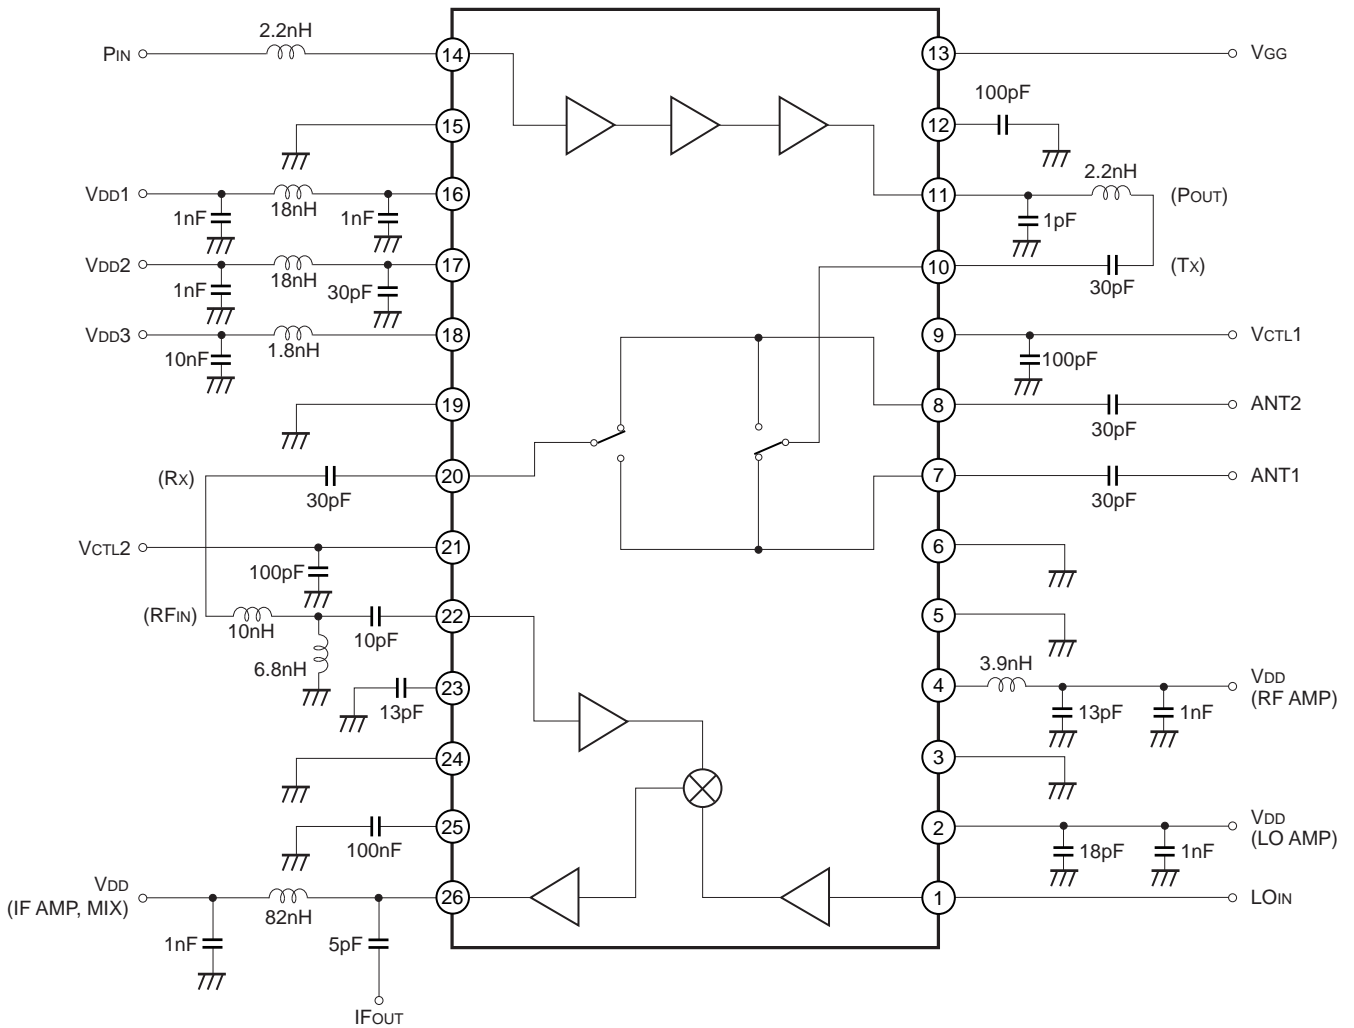 2.2nH
PIN
14
13
VGG
100pF
15
12
2.2nH
VDD1
18nH
1nF
1nF
16
11
1pF
(POUT)
VDD2
18nH
1nF
30pF
17
10
30pF
(TX)
VDD3
10nF
1.8nH
18
9
100pF
VCTL1
19
8
30pF
ANT2
(RX)
30pF
20
7
30pF
ANT1
VCTL2
100pF
21
6
(RFIN)
10nH
10pF
6.8nH
22
5
3.9nH
13pF
23
4
13pF
1nF
VDD
(RF AMP)
24
3
100nF
25
2
18pF
1nF
VDD
(LO AMP)
VDD
(IF AMP, MIX)
82nH
1nF
5pF
26
1
LOIN
IFOUT